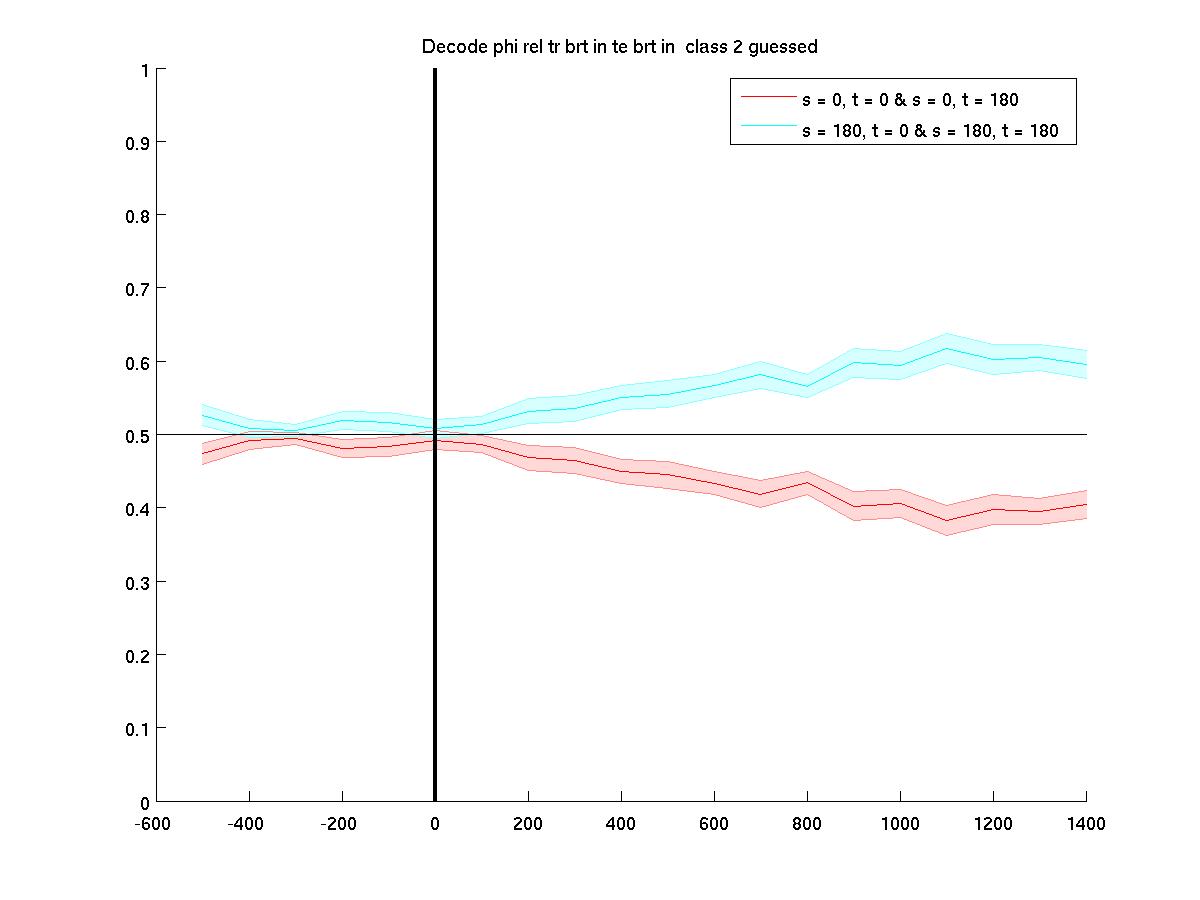 Decode phi rel tr brt in te brt in  class 2 guessed
s = 0, t = 0 & s = 0, t = 180
s = 180, t = 0 & s = 180, t = 180
1
0.9
0.8
0.7
0.6
0.5
0.4
0.3
0.2
0.1
0
-600 -400 -200 0 200 400 600 800 1000 1200 1400